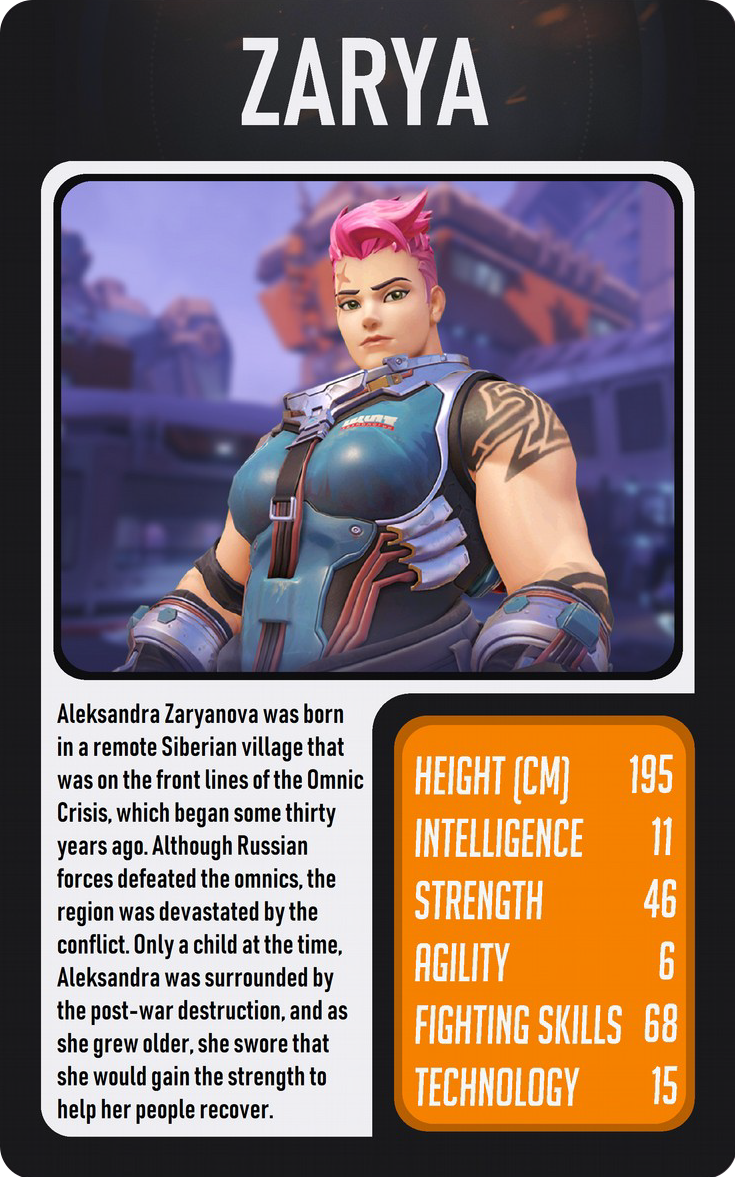 ZARYA
Aleksandra Zaryanova was born
in a remote Siberian village that
was on the front lines of the Omnic
Crisis, which began some thirty
years ago. Although Russian
forces defeated the omnics, the
region was devastated by the
conflict. Only a child at the time,
Aleksandra was surrounded by
the post-war destruction, and as
she grew older, she swore that
she would gain the strength to
help her people recover.
HEIGHT (CM) 195
INTELLIGENCE 11
STRENGTH 46
AGILITY 6
FIGHTING SKILLS 68
TECHNOLOGY 15